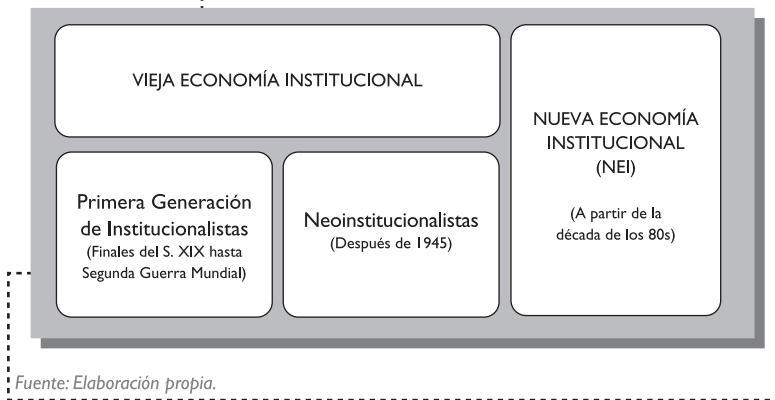 VIEJA ECONOMÍA INSTITUCIONAL
Primera Generación
de Institucionalistas
(Finales del S. XIX hasta
Segunda Guerra Mundial)
Neoinstitucionalistas
(Después de 1945)
NUEVA ECONOMÍA
INSTITUCIONAL
(NEI)
(A partir de la
década de los 80s)
Fuente: Elaboración propia.